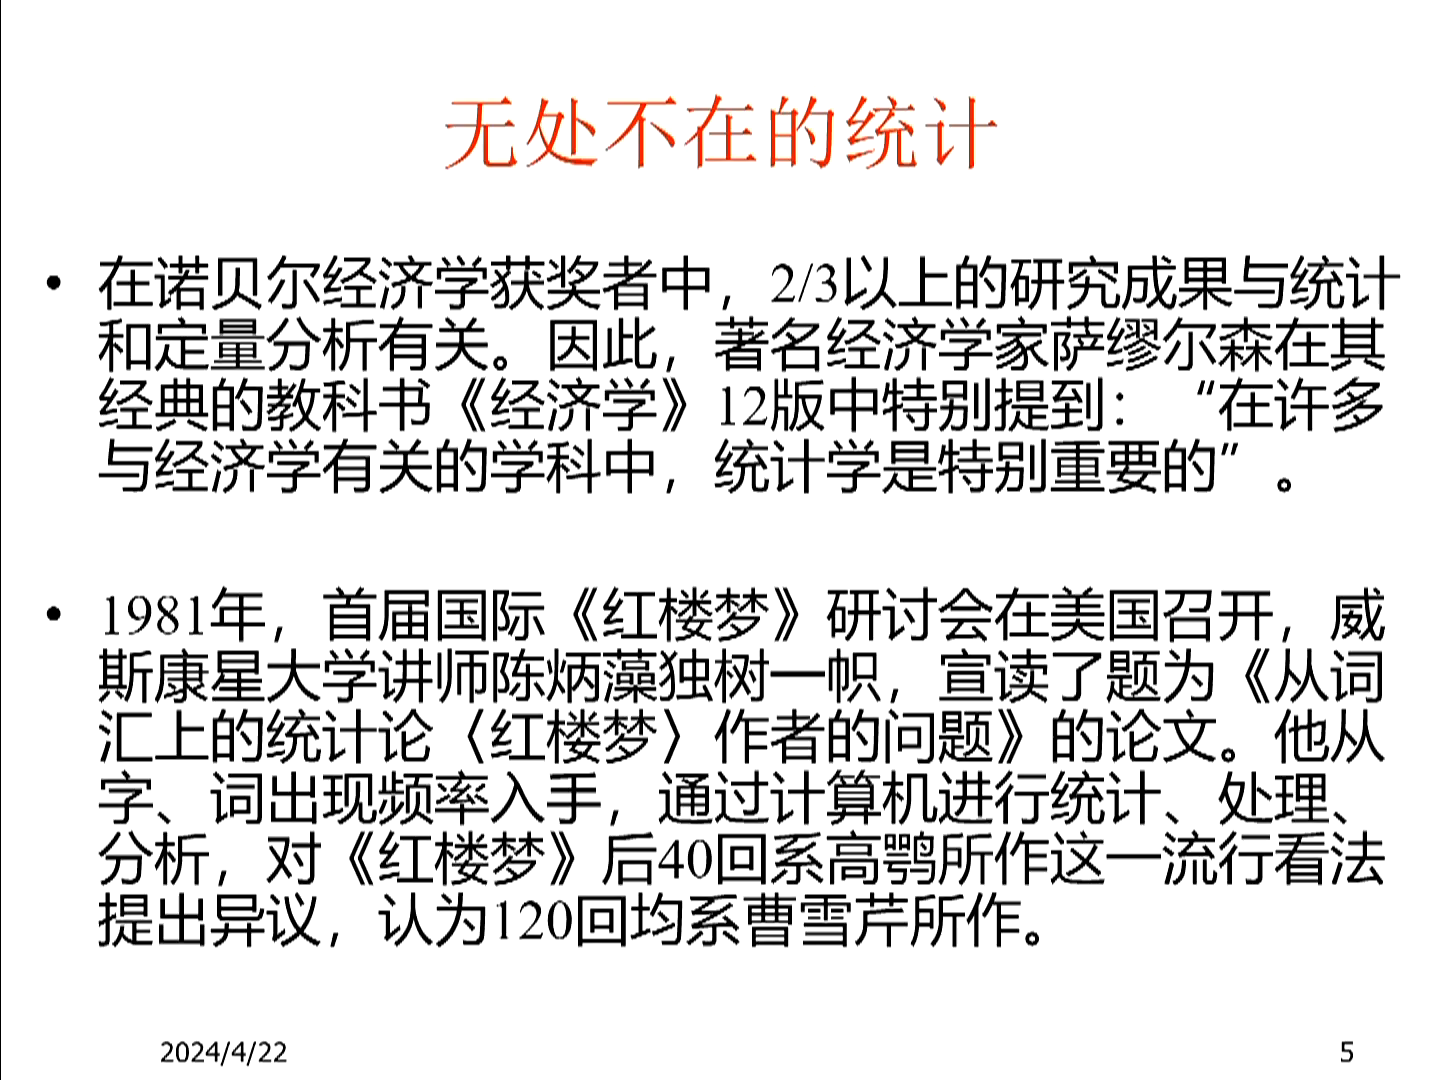 无处不在的统计
• 在诺贝尔经济学获奖者中，2/3以上的研究成果与统计
和定量分析有关。因此，著名经济学家萨缪尔森在其
经典的教科书《经济学》12版中特别提到：“在许多
与经济学有关的学科中，统计学是特别重要的”。
• 1981年，首届国际《红楼梦》研讨会在美国召开，威
斯康星大学讲师陈炳藻独树一帜，宣读了题为《从词
汇上的统计论〈红楼梦〉作者的问题》的论文。他从
字、词出现频率入手，通过计算机进行统计、处理、
分析，对《红楼梦》后40回系高鹗所作这一流行看法
提出异议，认为120回均系曹雪芹所作。
2024/4/22
5